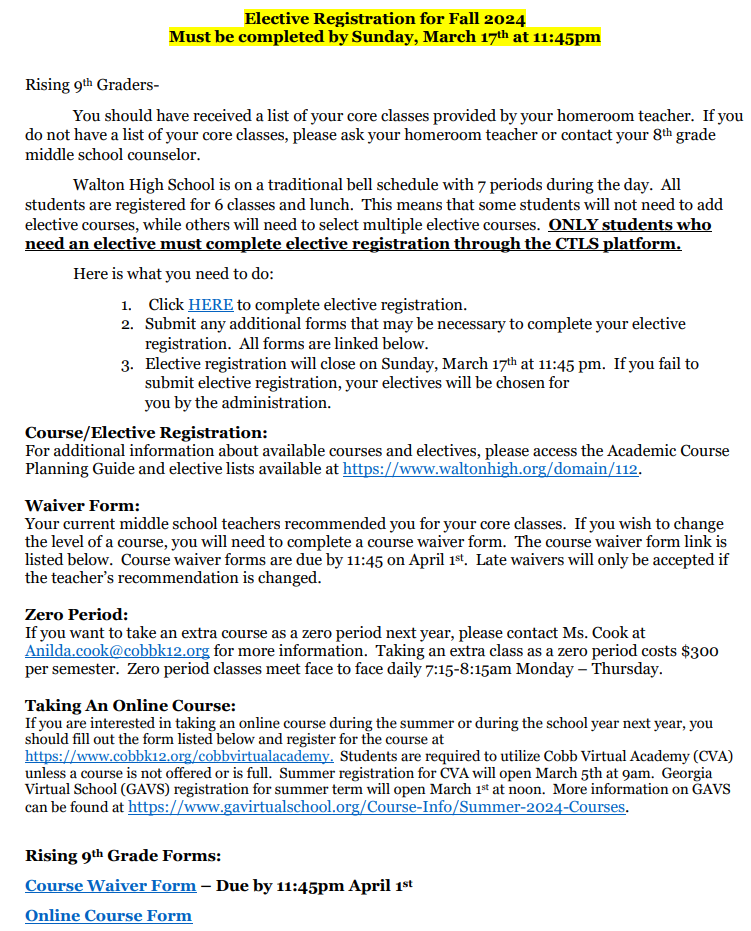 Elective Registration for Fall 2024
Must be completed by Sunday, March 17th at 11:45pm
Rising 9th Graders-
You should have received a list of your core classes provided by your homeroom teacher. If you
do not have a list of your core classes, please ask your homeroom teacher or contact your 8th grade
middle school counselor.
Walton High School is on a traditional bell schedule with 7 periods during the day. All
students are registered for 6 classes and lunch. This means that some students will not need to add
elective courses, while others will need to select multiple elective courses. ONLY students who
need an elective must complete elective registration through the CTLS platform.
Here is what you need to do:
1. Click HERE to complete elective registration.
2. Submit any additional forms that may be necessary to complete your elective
registration. All forms are linked below.
3. Elective registration will close on Sunday, March 17th at 11:45 pm. If you fail to
submit elective registration, your electives will be chosen for
you by the administration.
Course/Elective Registration:
For additional information about available courses and electives, please access the Academic Course
Planning Guide and elective lists available at https://www.waltonhigh.org/domain/112.
Waiver Form:
Your current middle school teachers recommended you for your core classes. If you wish to change
the level of a course, you will need to complete a course waiver form. The course waiver form link is
listed below. Course waiver forms are due by 11:45 on April 1st. Late waivers will only be accepted if
the teacher's recommendation is changed.
Zero Period:
If you want to take an extra course as a zero period next year, please contact Ms. Cook at
Anilda.cook@cobbk12.org for more information. Taking an extra class as a zero period costs $300
per semester. Zero period classes meet face to face daily 7:15-8:15am Monday – Thursday.
Taking An Online Course:
If you are interested in taking an online course during the summer or during the school year next year, you
should fill out the form listed below and register for the course at
https://www.cobbk12.org/cobbvirtualacademy. Students are required to utilize Cobb Virtual Academy (CVA)
unless a course is not offered or is full. Summer registration for CVA will open March 5th at 9am. Georgia
Virtual School (GAVS) registration for summer term will open March 1st at noon. More information on GAVS
can be found at https://www.gavirtualschool.org/Course-Info/Summer-2024-Courses.
Rising 9th Grade Forms:
Course Waiver Form – Due by 11:45pm April 1st
Online Course Form